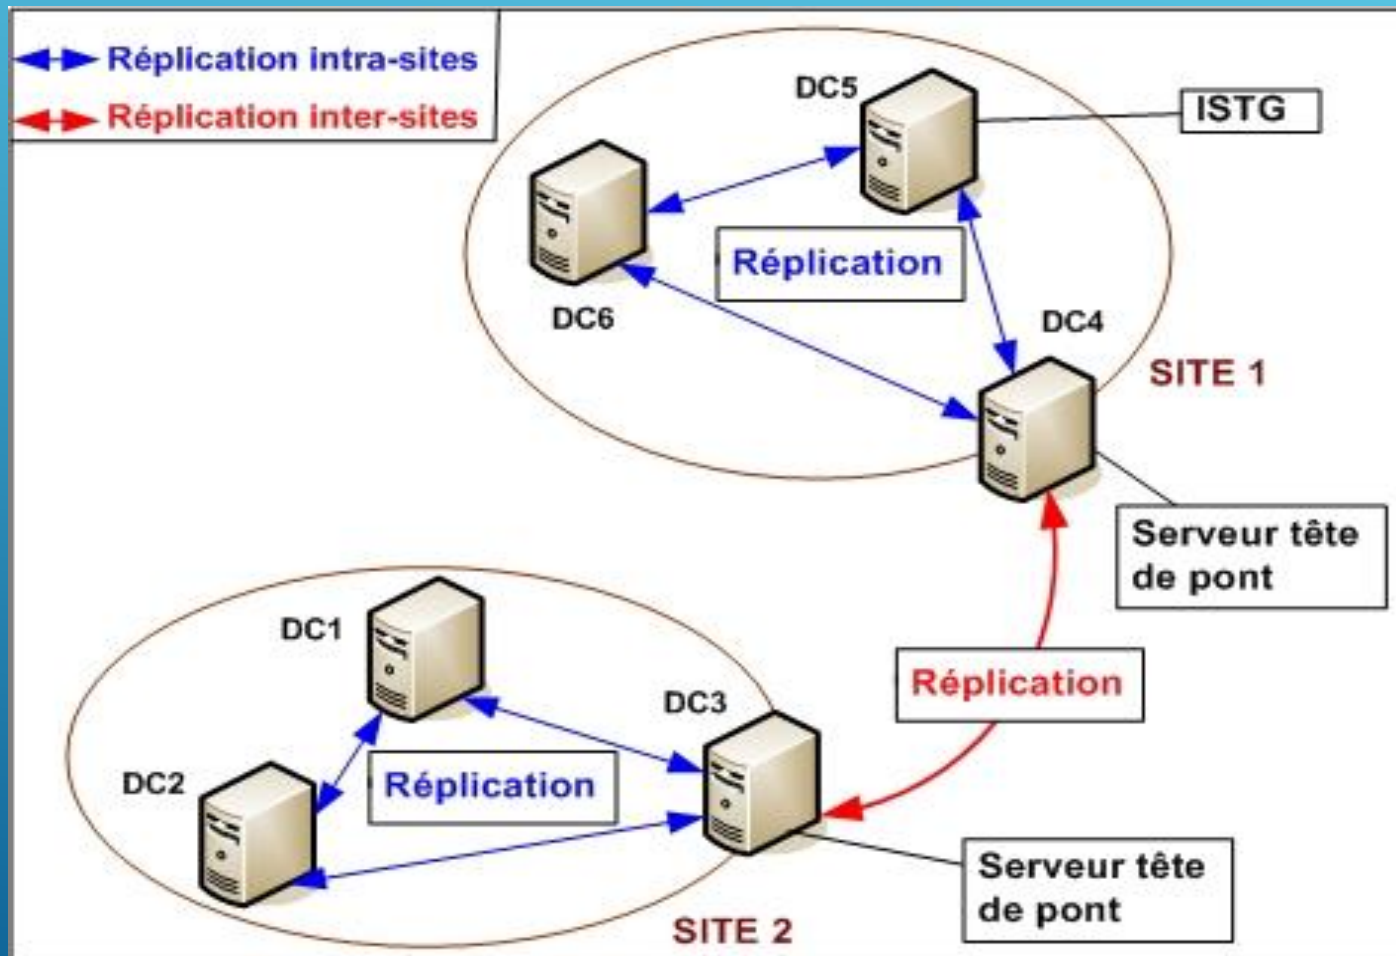 Réplication intra-sites
Réplication inter-sites
DC5
ISTG
Réplication
DC6
DC4
SITE 1
Serveur tête
de pont
DC1
Réplication
DC3
DC2
Réplication
Serveur tête
de pont
SITE 2